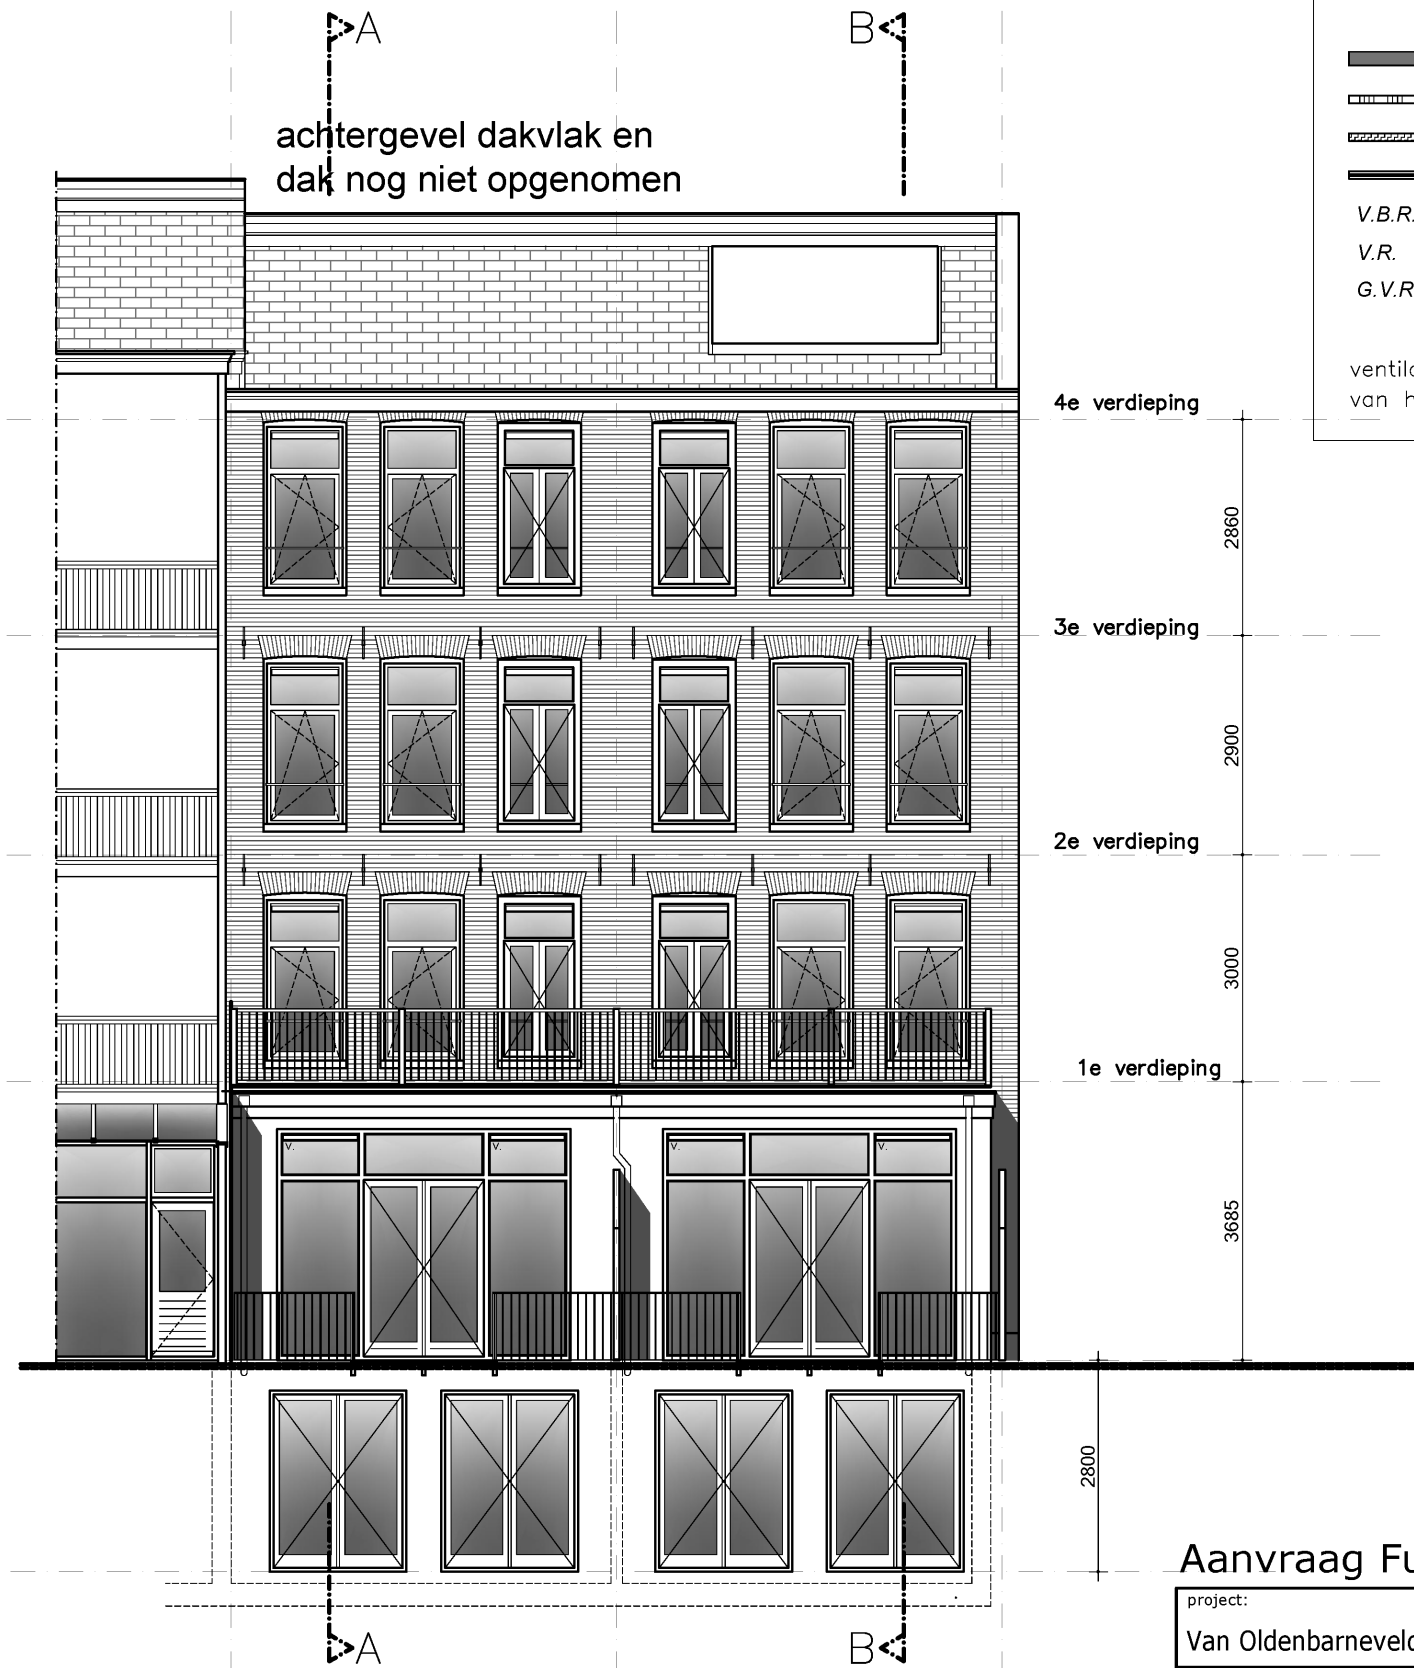 A
B
achtergevel dakvlak en
dak nog niet opgenomen
V.B.R.
V.R.
G.V.R
van h
4e verdieping
2860
3e verdieping
2900
2e verdieping
3000
1e verdieping
V.
V.
V.
V.
3685
2800
Aanvraag Fu
project:
Van Oldenbarneveld
A
B